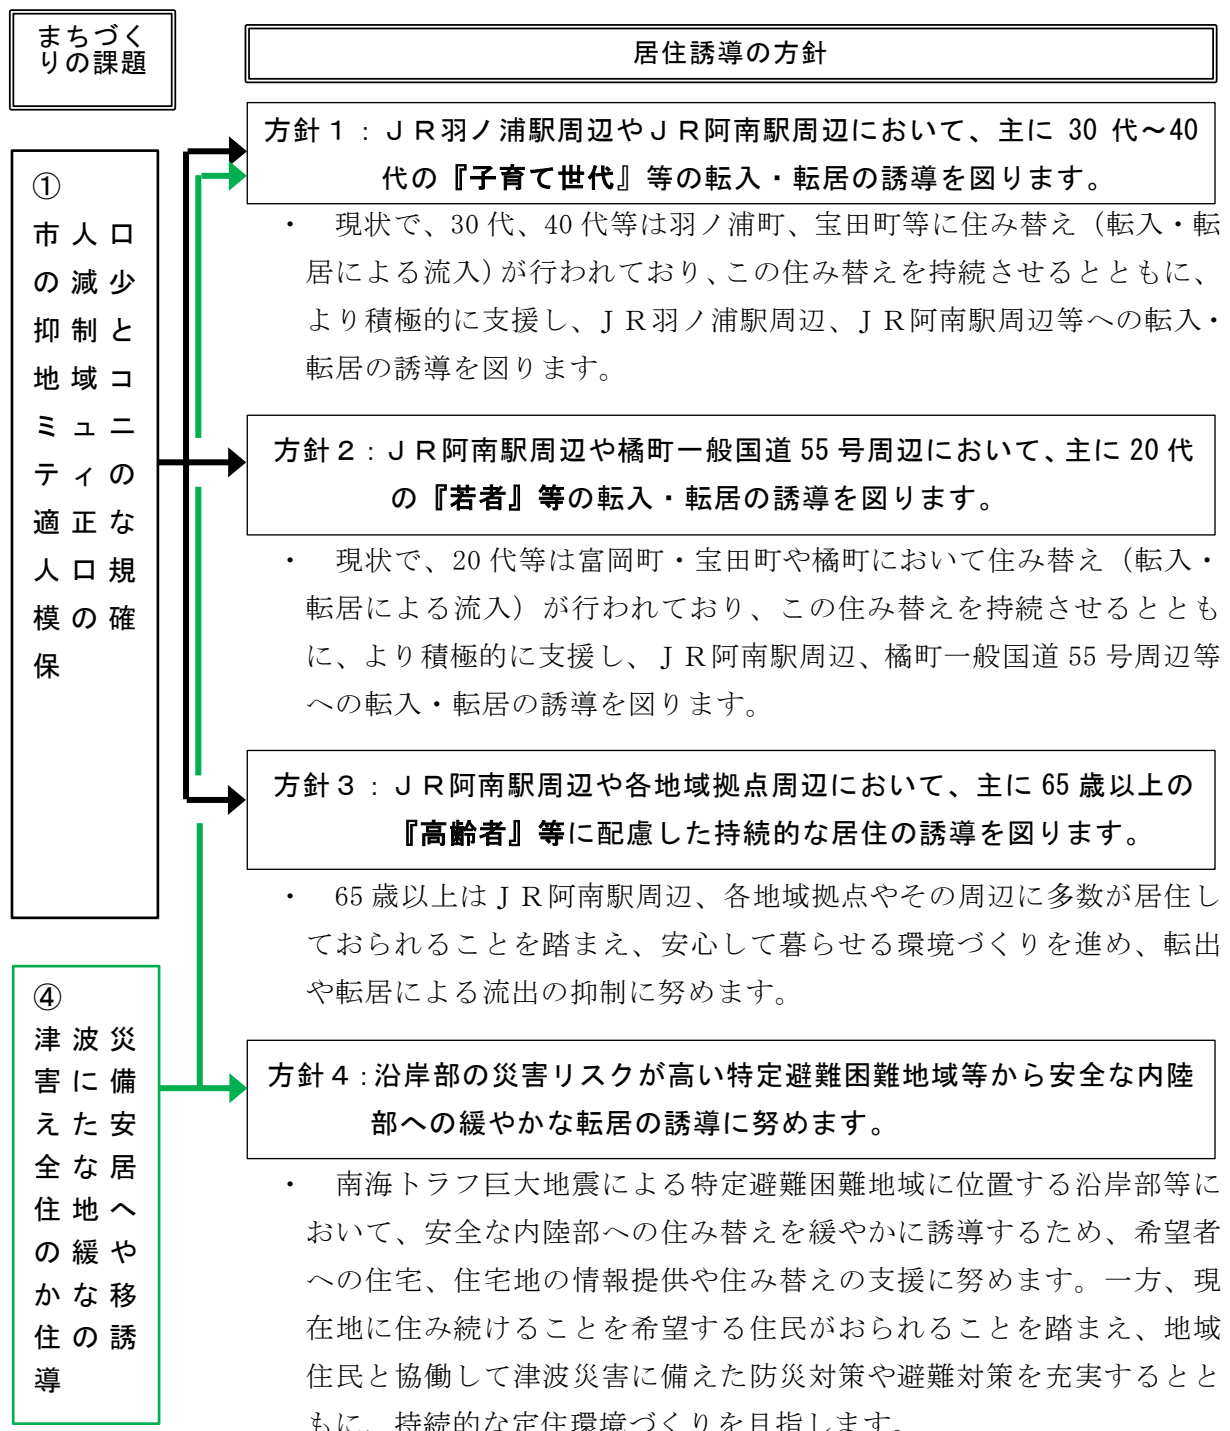 まちづく
りの課題
居住誘導の方針
①
市人口
の減少
抑制と
地域コ
ミュニ
ティの
適正な
人口規
模の確
保
方針１：ＪＲ羽ノ浦駅周辺やＪＲ阿南駅周辺において、主に 30 代～40
代の『子育て世代』等の転入・転居の誘導を図ります。
・　現状で、30 代、40 代等は羽ノ浦町、宝田町等に住み替え（転入・転
居による流入）が行われており、この住み替えを持続させるとともに、
より積極的に支援し、ＪＲ羽ノ浦駅周辺、ＪＲ阿南駅周辺等への転入・
転居の誘導を図ります。
方針２：ＪＲ阿南駅周辺や橘町一般国道 55 号周辺において、主に 20 代
の『若者』等の転入・転居の誘導を図ります。
・　現状で、20 代等は富岡町・宝田町や橘町において住み替え（転入・
転居による流入）が行われており、この住み替えを持続させるととも
に、より積極的に支援し、ＪＲ阿南駅周辺、橘町一般国道 55 号周辺等
への転入・転居の誘導を図ります。
方針３：ＪＲ阿南駅周辺や各地域拠点周辺において、主に 65 歳以上の
『高齢者』等に配慮した持続的な居住の誘導を図ります。
・　65 歳以上はＪＲ阿南駅周辺、各地域拠点やその周辺に多数が居住し
ておられることを踏まえ、安心して暮らせる環境づくりを進め、転出
や転居による流出の抑制に努めます。
④
津波災
害に備
えた安
全な居
住地へ
の緩や
かな移
住の誘
導
方針４：沿岸部の災害リスクが高い特定避難困難地域等から安全な内陸
部への緩やかな転居の誘導に努めます。
・　南海トラフ巨大地震による特定避難困難地域に位置する沿岸部等に
おいて、安全な内陸部への住み替えを緩やかに誘導するため、希望者
への住宅、住宅地の情報提供や住み替えの支援に努めます。一方、現
在地に住み続けることを希望する住民がおられることを踏まえ、地域
住民と協働して津波災害に備えた防災対策や避難対策を充実するとと
もに、持続的な定住環境づくりを目指します。